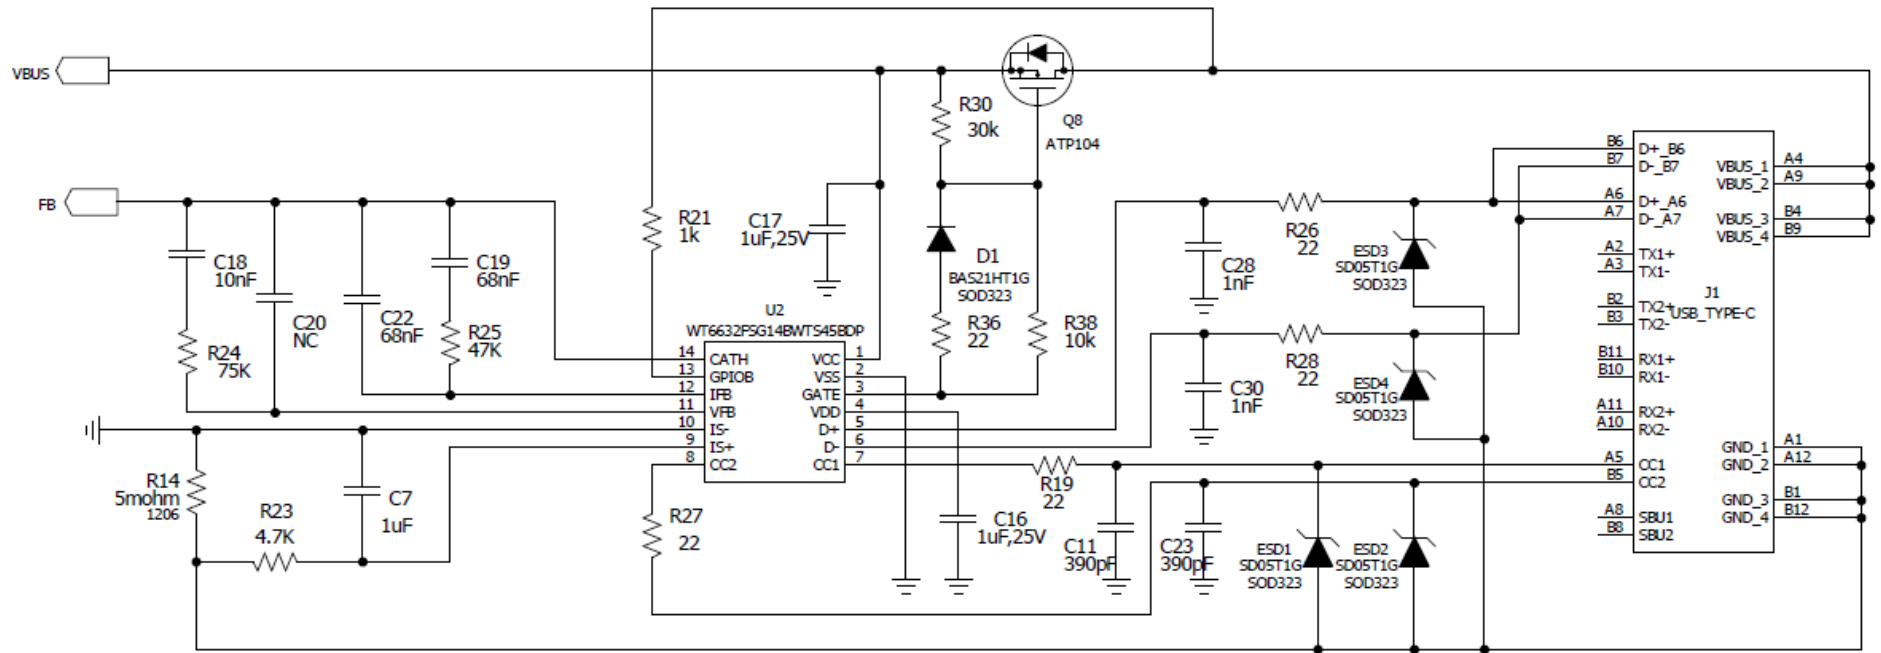 VBUS
R30
30k
Q8
ATP104
FB
R21
1k
C17
1uF,25V
C18
10nF
C19
68nF
C20
NC
C22
68nF
R24
75K
R25
47K
D1
BAS21HT1G
SOD323
R36
22
R38
10k
U2
WT6632FSG14BWTS45BDP
14 CATH VCC 1
13 GPIOB VSS 2
12 IFB GATE 3
11 VFB VDD 4
10 IS- D+ 5
9 IS+ D- 6
8 CC2 CC1 7
R14
5mohm
1206
C7
1uF
R23
4.7K
R27
22
R19
22
C16
1uF,25V
C11
390pF
C23
390pF
ESD1
SD05T1G
SOD323
ESD2
SD05T1G
SOD323
C28
1nF
R26
22
ESD3
SD05T1G
SOD323
C30
1nF
R28
22
ESD4
SD05T1G
SOD323
J1
USB_TYPE-C
B6 D+_B6
B7 D-_B7
A6 D+_A6
A7 D-_A7
A2 TX1+
A3 TX1-
B2 TX2+
B3 TX2-
B11 RX1+
B10 RX1-
A11 RX2+
A10 RX2-
A5 CC1
B5 CC2
A8 SBU1
B8 SBU2
VBUS_1 A4
VBUS_2 A9
VBUS_3 B4
VBUS_4 B9
GND_1 A1
GND_2 A12
GND_3 B1
GND_4 B12